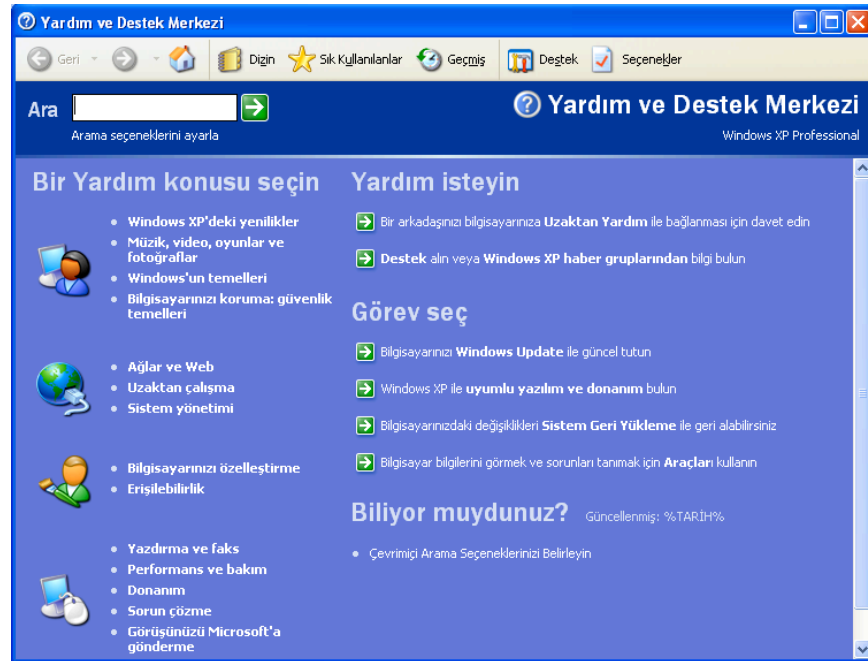 Yardım ve Destek Merkezi
Geri
Dizin
Sık Kullanılanlar
Geçmiş
Destek
Seçenekler
Ara
Arama seçeneklerini ayarla
Yardım ve Destek Merkezi
Windows XP Professional
Bir Yardım konusu seçin
Windows XP'deki yenilikler
Müzik, video, oyunlar ve
fotoğraflar
Windows'un temelleri
Bilgisayarınızı koruma: güvenlik
temelleri
Ağlar ve Web
Uzaktan çalışma
Sistem yönetimi
Bilgisayarınızı özelleştirme
Erişilebilirlik
Yazdırma ve faks
Performans ve bakım
Donanım
Sorun çözme
Görüşünüzü Microsoft'a
gönderme
Yardım isteyin
Bir arkadaşınızı bilgisayarınıza Uzaktan Yardım ile bağlanması için davet edin
Destek alın veya Windows XP haber gruplarından bilgi bulun
Görev seç
Bilgisayarınızı Windows Update ile güncel tutun
Windows XP ile uyumlu yazılım ve donanım bulun
Bilgisayarınızdaki değişiklikleri Sistem Geri Yükleme ile geri alabilirsiniz
Bilgisayar bilgilerini görmek ve sorunları tanımak için Araçları kullanın
Biliyor muydunuz?
Güncellenmiş: %TARİH%
Çevrimiçi Arama Seçeneklerinizi Belirleyin